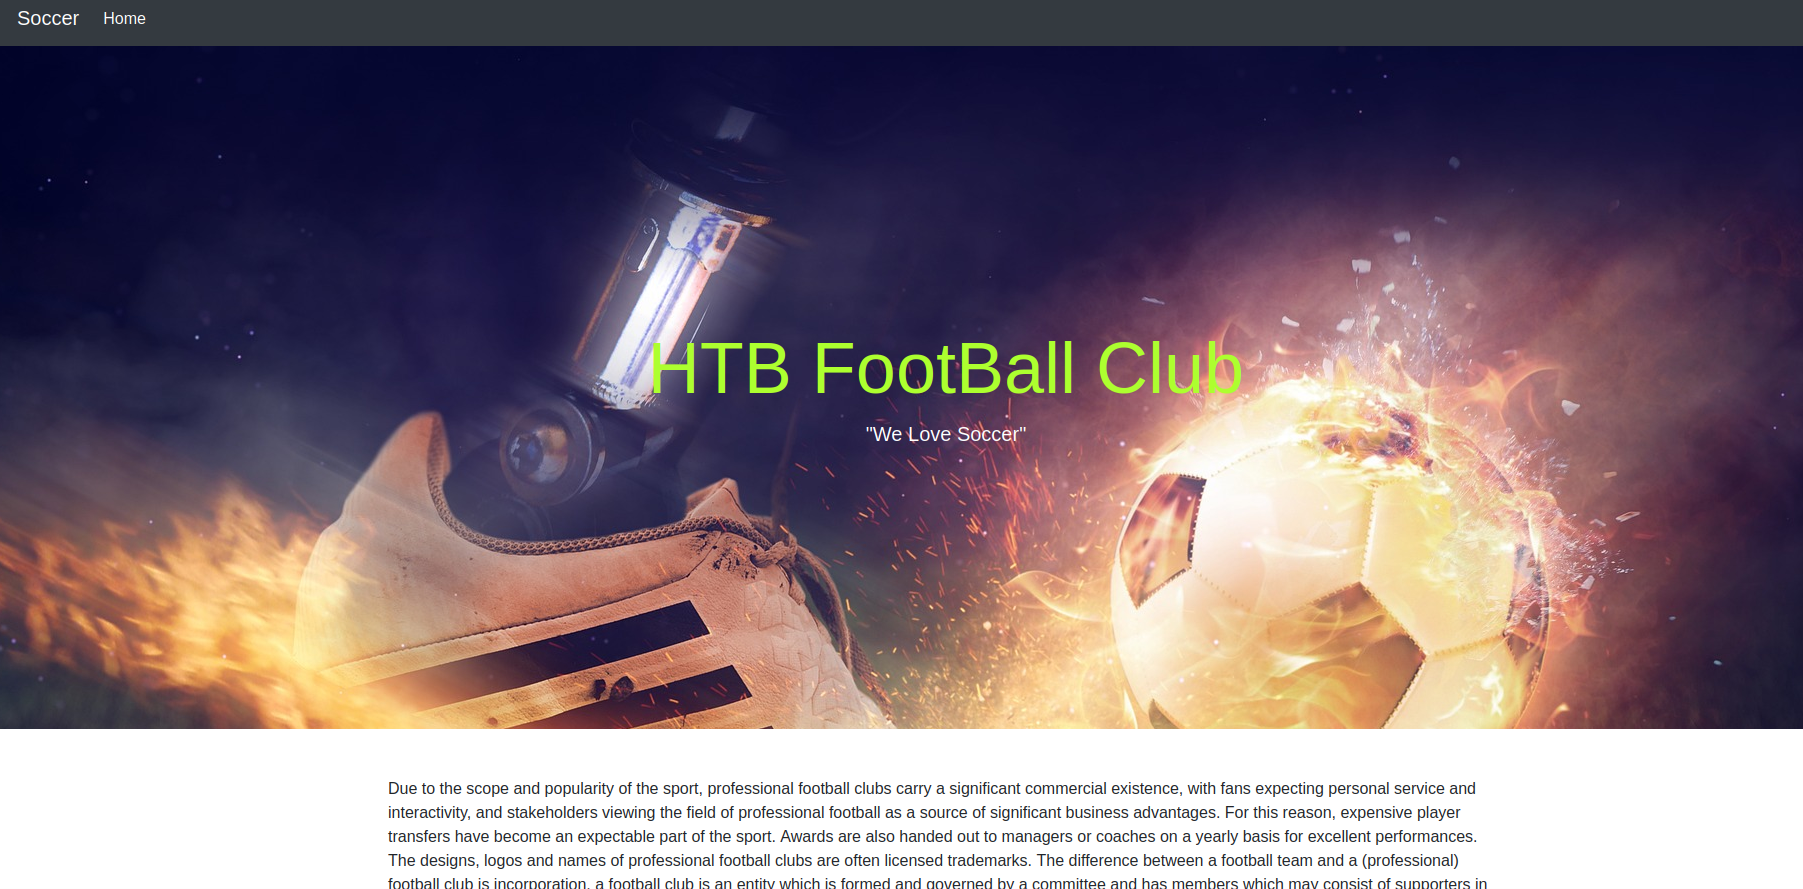 Soccer Home
HTB FootBall Club
"We Love Soccer"
Due to the scope and popularity of the sport, professional football clubs carry a significant commercial existence, with fans expecting personal service and
interactivity, and stakeholders viewing the field of professional football as a source of significant business advantages. For this reason, expensive player
transfers have become an expectable part of the sport. Awards are also handed out to managers or coaches on a yearly basis for excellent performances.
The designs, logos and names of professional football clubs are often licensed trademarks. The difference between a football team and a (professional)
football club is incorporation, a football club is an entity which is formed and governed by a committee and has members which may consist of supporters in